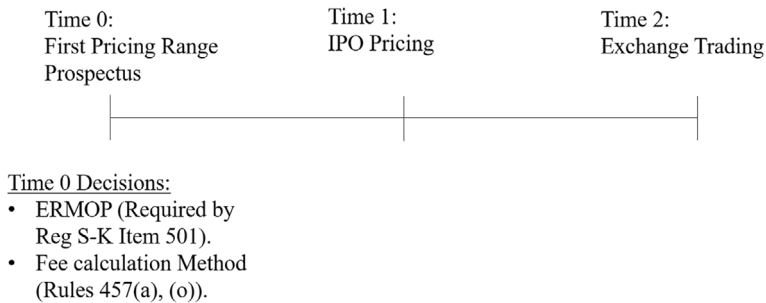 Time 0:
First Pricing Range
Prospectus
Time 1:
IPO Pricing
Time 2:
Exchange Trading
Time 0 Decisions:
• ERMOP (Required by
Reg S-K Item 501).
• Fee calculation Method
(Rules 457(a), (o)).